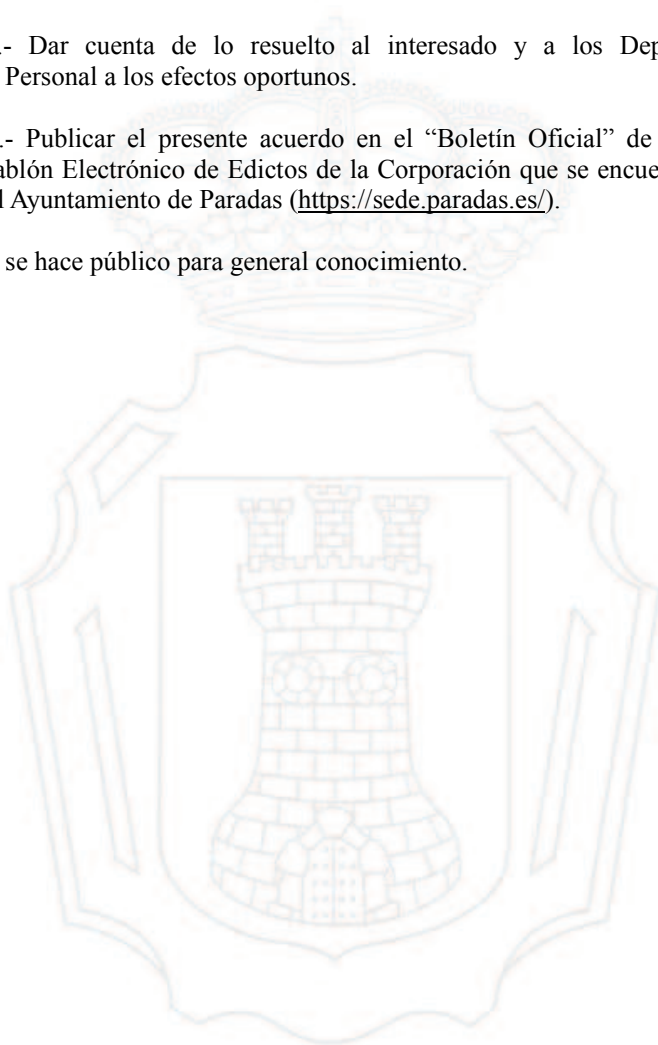 .- Dar cuenta de lo resuelto al interesado y a los Dep
Personal a los efectos oportunos.
.- Publicar el presente acuerdo en el “Boletín Oficial” de
ablón Electrónico de Edictos de la Corporación que se encue
l Ayuntamiento de Paradas (https://sede.paradas.es/).
se hace público para general conocimiento.